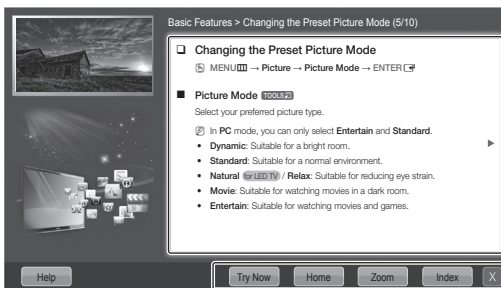 Basic Features > Changing the Preset Picture Mode (5/10)
Changing the Preset Picture Mode
MENU → Picture → Picture Mode → ENTER
Picture Mode TOOLS
Select your preferred picture type.
In PC mode, you can only select Entertain and Standard.
• Dynamic: Suitable for a bright room.
• Standard: Suitable for a normal environment.
• Natural for LED TV / Relax: Suitable for reducing eye strain.
• Movie: Suitable for watching movies in a dark room.
• Entertain: Suitable for watching movies and games.
Help Try Now Home Zoom Index X